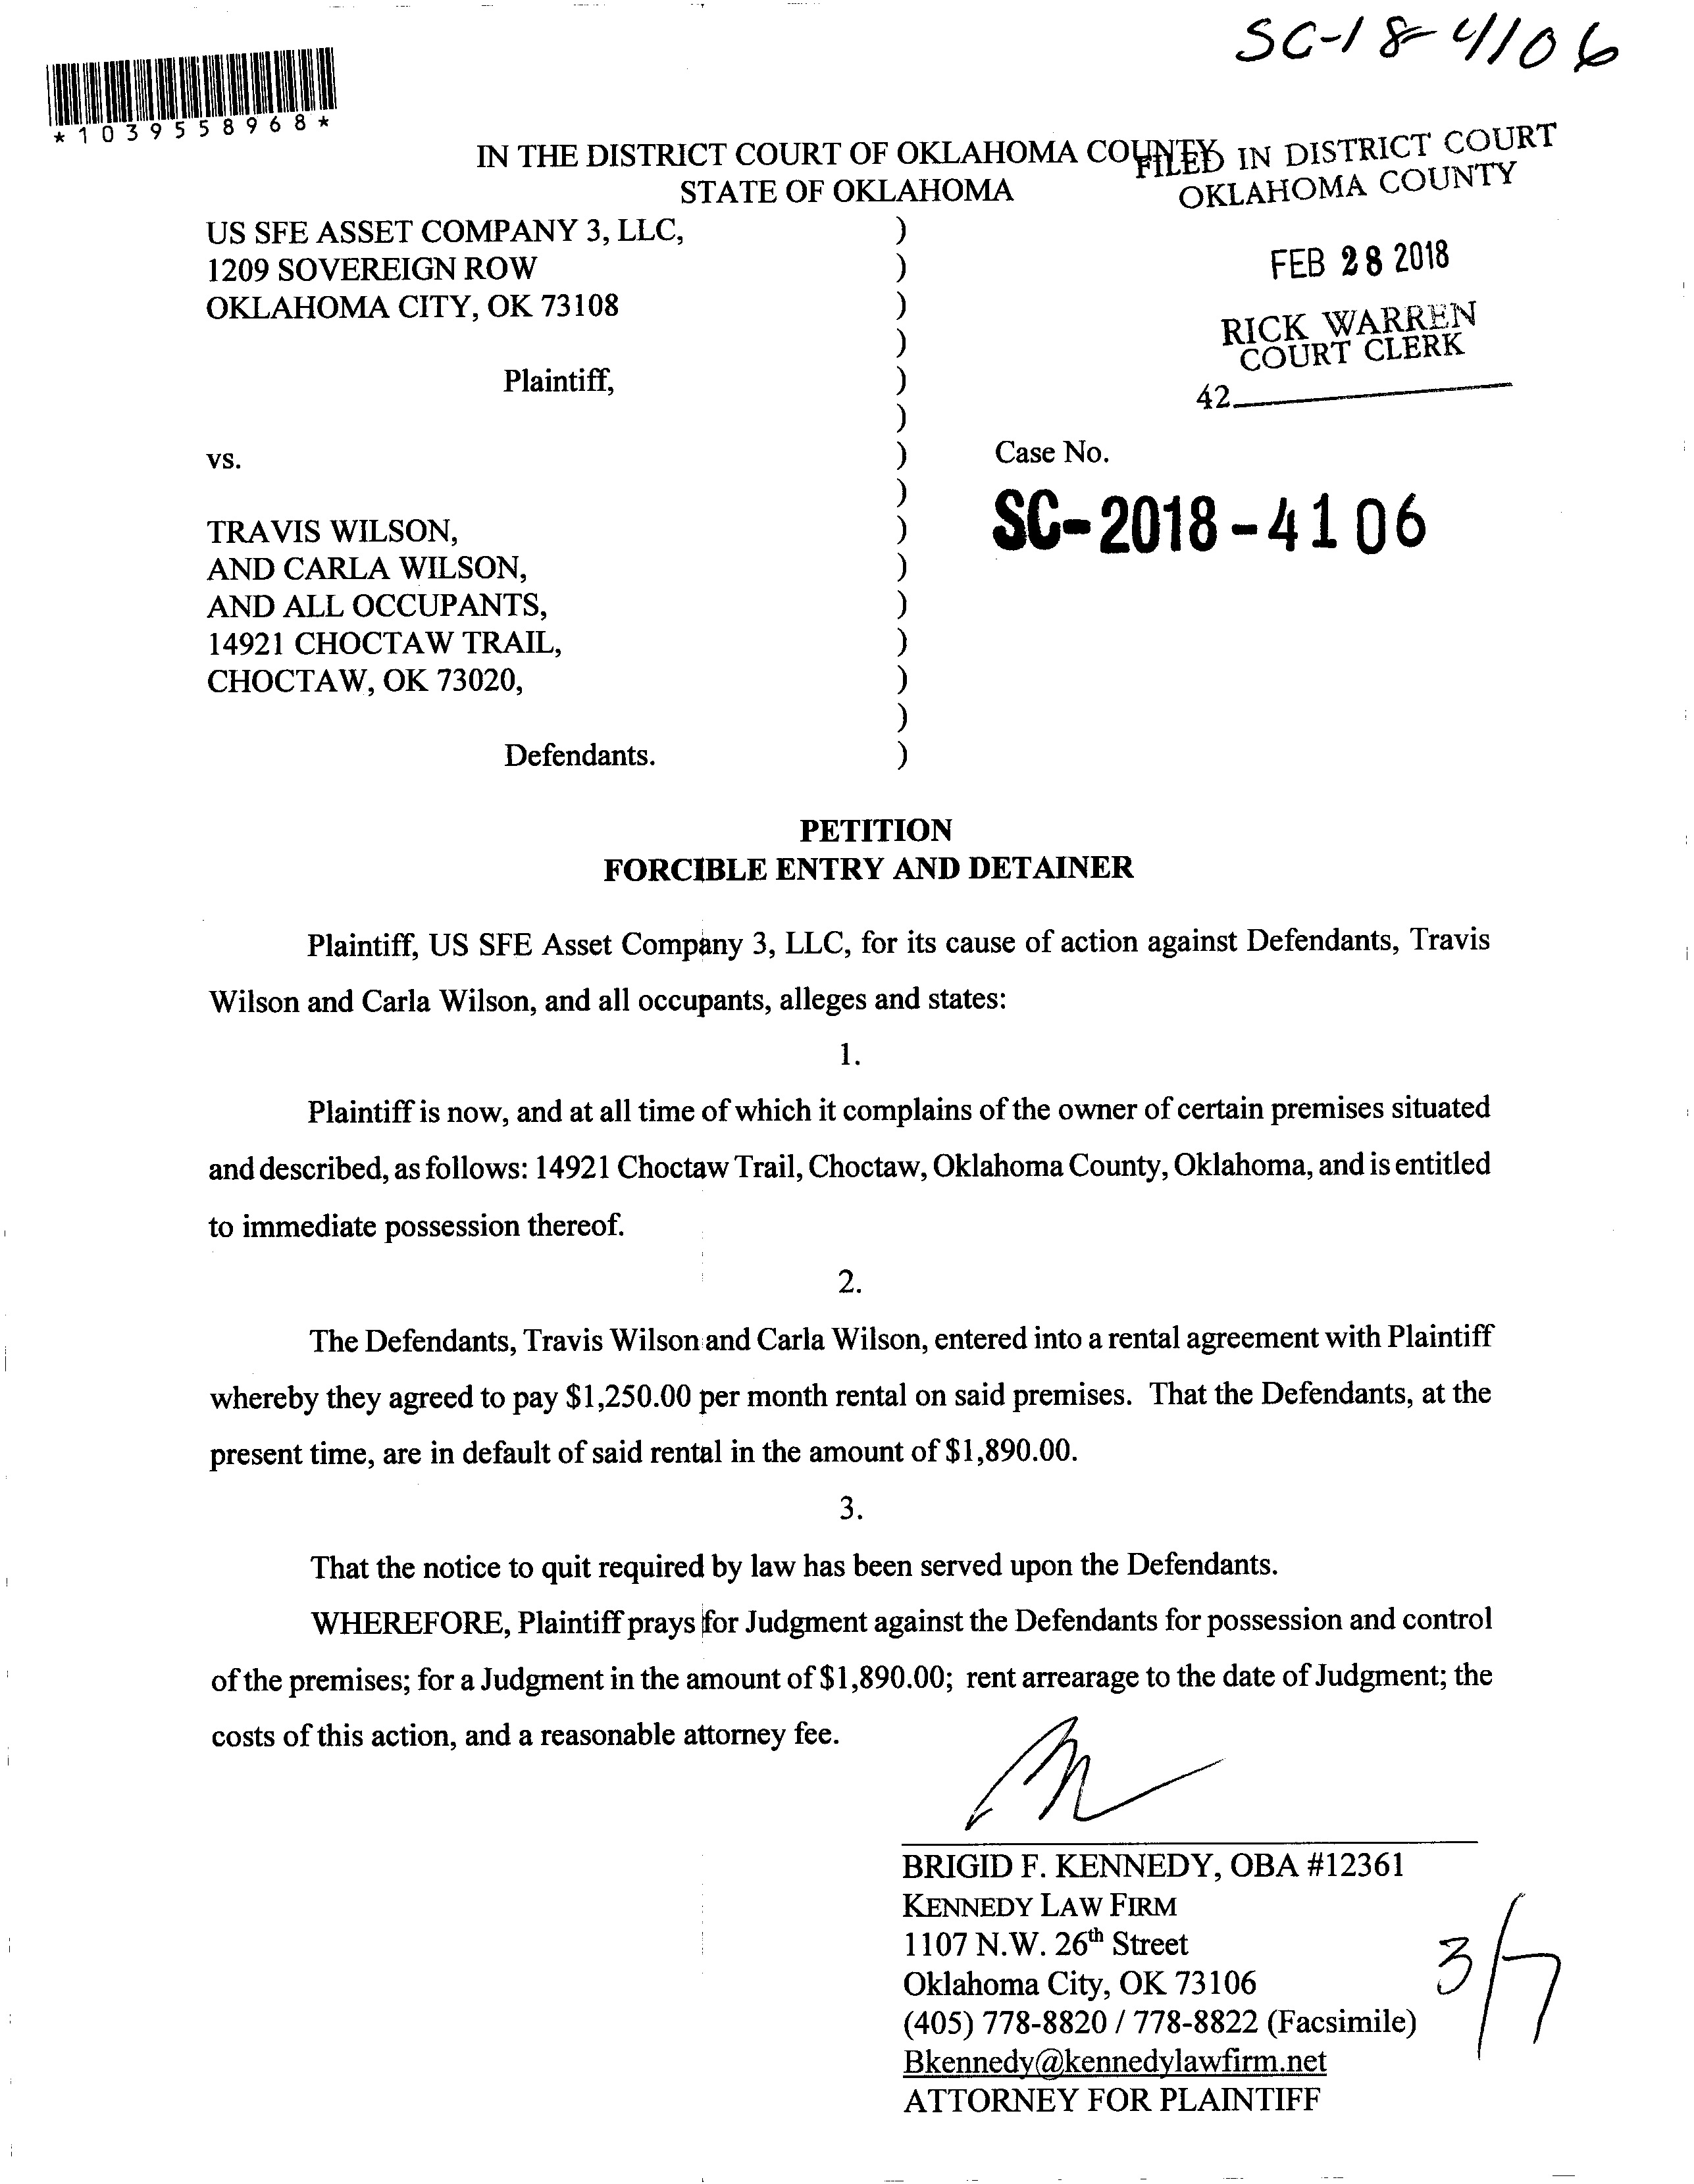 SC-18-4106
*1039558968*
IN THE DISTRICT COURT OF OKLAHOMA COUNTY
STATE OF OKLAHOMA
FILED IN DISTRICT COURT
OKLAHOMA COUNTY
FEB 28 2018
RICK WARREN
COURT CLERK
42
US SFE ASSET COMPANY 3, LLC, )
1209 SOVEREIGN ROW )
OKLAHOMA CITY, OK 73108 )
)
Plaintiff, )
)
vs. ) Case No.
)
SC-2018-4106
TRAVIS WILSON, )
AND CARLA WILSON, )
AND ALL OCCUPANTS, )
14921 CHOCTAW TRAIL, )
CHOCTAW, OK 73020, )
)
Defendants. )
PETITION
FORCIBLE ENTRY AND DETAINER
Plaintiff, US SFE Asset Company 3, LLC, for its cause of action against Defendants, Travis
Wilson and Carla Wilson, and all occupants, alleges and states:
1.
Plaintiff is now, and at all time of which it complains of the owner of certain premises situated
and described, as follows: 14921 Choctaw Trail, Choctaw, Oklahoma County, Oklahoma, and is entitled
to immediate possession thereof.
2.
The Defendants, Travis Wilson and Carla Wilson, entered into a rental agreement with Plaintiff
whereby they agreed to pay $1,250.00 per month rental on said premises. That the Defendants, at the
present time, are in default of said rental in the amount of $1,890.00.
3.
That the notice to quit required by law has been served upon the Defendants.
WHEREFORE, Plaintiff prays for Judgment against the Defendants for possession and control
of the premises; for a Judgment in the amount of $1,890.00; rent arrearage to the date of Judgment; the
costs of this action, and a reasonable attorney fee.
BRIGID F. KENNEDY, OBA #12361
KENNEDY LAW FIRM
1107 N.W. 26th Street
Oklahoma City, OK 73106
(405) 778-8820 / 778-8822 (Facsimile)
Bkennedy@kennedylawfirm.net
ATTORNEY FOR PLAINTIFF
3/7